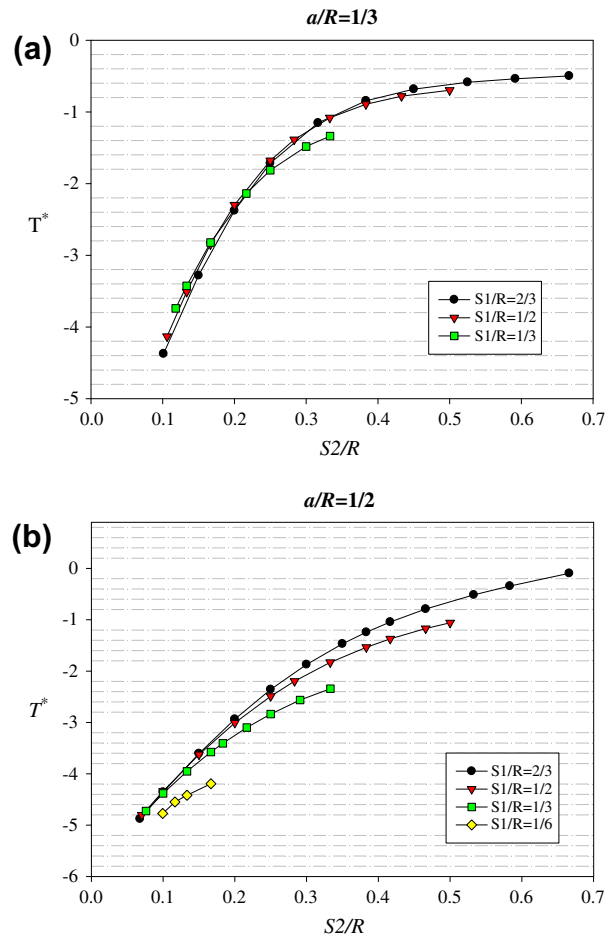 a/R=1/3
(a)
0
-1
-2
-3
-4
-5
T*
S1/R=2/3
S1/R=1/2
S1/R=1/3
0.0 0.1 0.2 0.3 0.4 0.5 0.6 0.7
S2/R
a/R=1/2
(b)
0
-1
-2
-3
-4
-5
-6
T*
S1/R=2/3
S1/R=1/2
S1/R=1/3
S1/R=1/6
0.0 0.1 0.2 0.3 0.4 0.5 0.6 0.7
S2/R